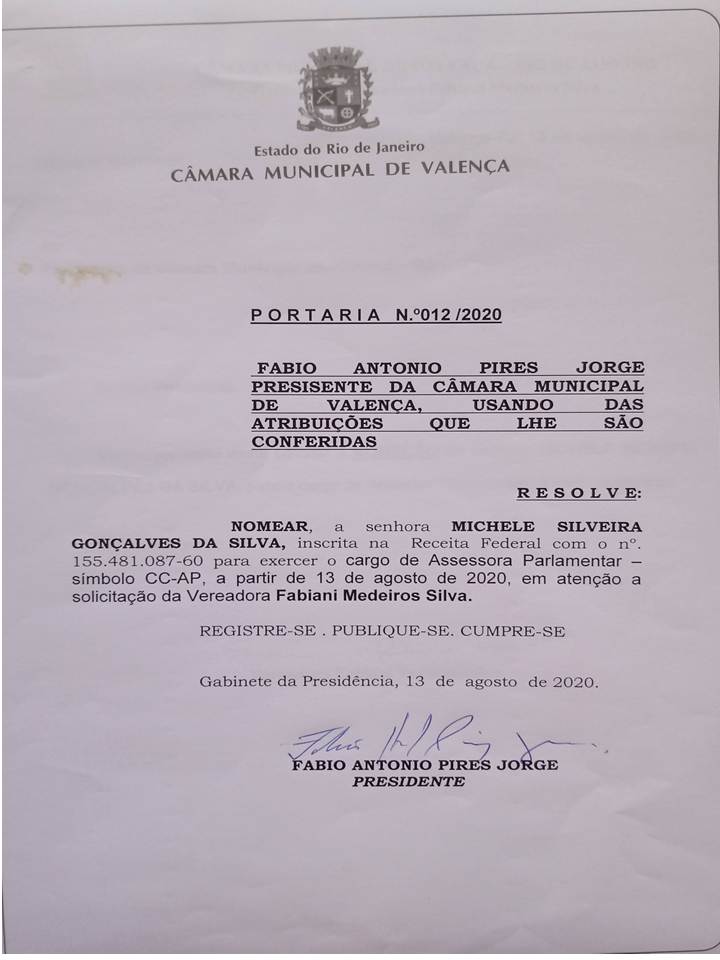 Estado do Rio de Janeiro
CÂMARA MUNICIPAL DE VALENÇA
PORTARIA N.º012 /2020
FABIO ANTONIO PIRES JORGE
PRESISENTE DA CÂMARA MUNICIPAL
DE VALENÇA, USANDO DAS
ATRIBUIÇÕES QUE LHE SÃO
CONFERIDAS
RESOLVE:
NOMEAR, a senhora MICHELE SILVEIRA
GONÇALVES DA SILVA, inscrita na Receita Federal com o nº.
155.481.087-60 para exercer o cargo de Assessora Parlamentar –
símbolo CC-AP, a partir de 13 de agosto de 2020, em atenção a
solicitação da Vereadora Fabiani Medeiros Silva.
REGISTRE-SE . PUBLIQUE-SE. CUMPRE-SE
Gabinete da Presidência, 13 de agosto de 2020.
FABIO ANTONIO PIRES JORGE
PRESIDENTE